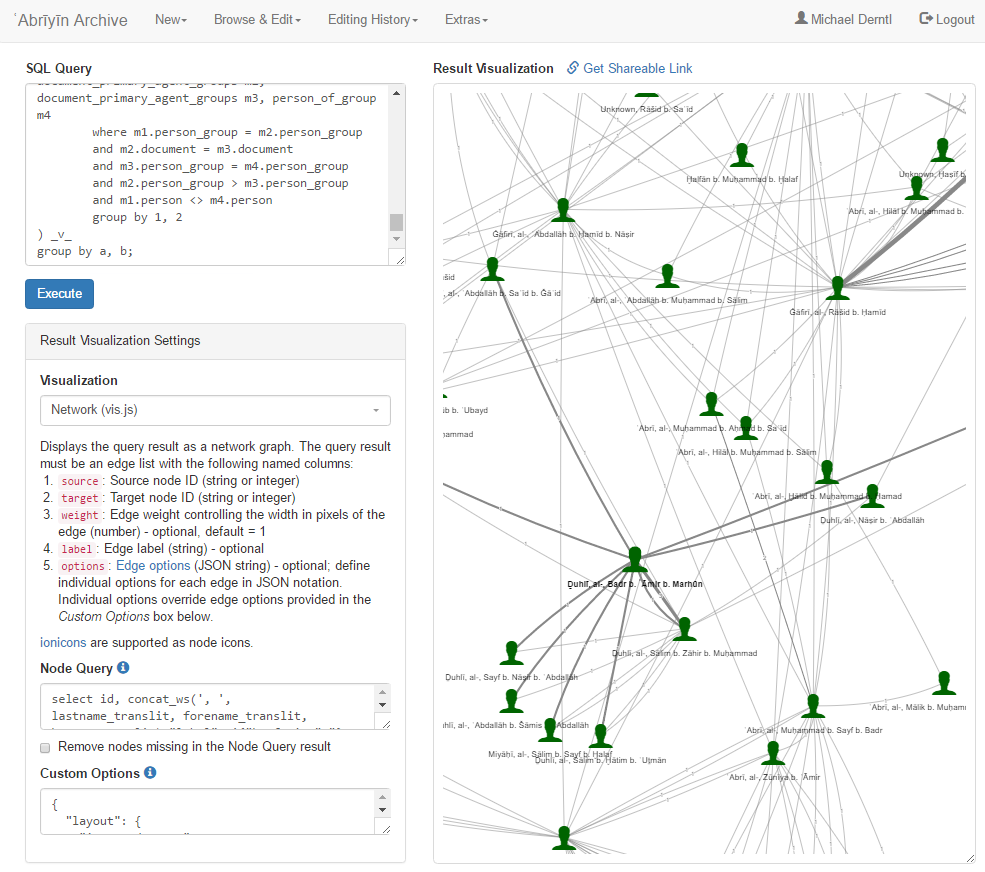 ʿAbrīyīn Archive
New
Browse & Edit
Editing History
Extras
Michael Derntl
Logout
SQL Query
document_primary_agent_groups m3, person_of_group
m4
where m1.person_group = m2.person_group
and m2.document = m3.document
and m3.person_group = m4.person_group
and m2.person_group > m3.person_group
and m1.person <> m4.person
group by 1, 2
) _v_
group by a, b;
Execute
Result Visualization Settings
Visualization
Network (vis.js)
Displays the query result as a network graph. The query result
must be an edge list with the following named columns:
1. source: Source node ID (string or integer)
2. target: Target node ID (string or integer)
3. weight: Edge weight controlling the width in pixels of the
edge (number) - optional, default = 1
4. label: Edge label (string) - optional
5. options: Edge options (JSON string) - optional; define
individual options for each edge in JSON notation.
Individual options override edge options provided in the
Custom Options box below.
ionicons are supported as node icons.
Node Query
select id, concat_ws(', ',
lastname_translit, forename_translit,
Remove nodes missing in the Node Query result
Custom Options
{
"layout": {
Result Visualization
Get Shareable Link
Unknown, Rāšid b. Saʿīd
Ḫalfān b. Muḥammad b. Ḫalaf
Unknown, Ḫaṣīf b.
ʿAbrī, al-, Hilāl b. Muḥammad b.
Ġāfirī, al-, ʿAbdallāh b. Ḥamīd b. Nāṣir
al-, ʿAbdallāh b. Saʿīd b. Ġāʾid
ʿAbrī, al-, ʿAbdallāh b. Muḥammad b. Sālim
Ġāfirī, al-, Rāšid b. Ḥamīd
b. ʿUbayd
ʿAbrī, al-, Muḥammad b. Aḥmad b. Saʿīd
ʿAbrī, al-, Hilāl b. Muḥammad b. Sālim
ʿAbrī, al-, Ḫālid b. Muḥammad b. Ḥamad
Ḏuhlī, al-, Nāṣir b. ʿAbdallāh
Ḏuhlī, al-, Badr b. ʿĀmir b. Marhūn
Ḏuhlī, al-, Sālim b. Zāhir b. Muḥammad
Ḏuhlī, al-, Sayf b. Nāṣir b. ʿAbdallāh
al-, ʿAbdallāh b. Šāmis b. ʿAbdallāh
Miyāḥī, al-, Sālim b. Sayf b. Ḫalaf
Ḏuhlī, al-, Sālim b. Ḥātim b. ʿUṯmān
ʿAbrī, al-, Mālik b.
ʿAbrī, al-, Muḥammad b. Sayf b. Badr
ʿAbrī, al-, Zuniya b. ʿĀmir